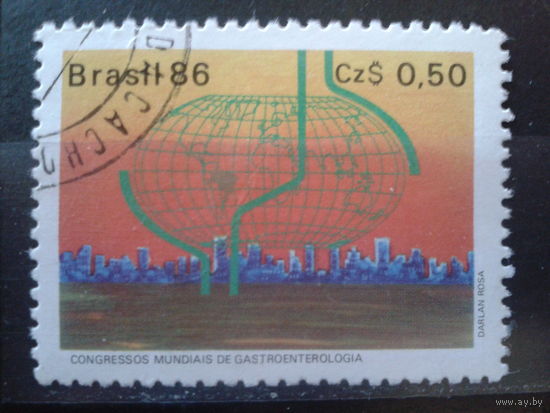 Brasil 86
Cz$ 0,50
CONGRESSOS MUNDIAIS DE GASTROENTEROLOGIA
DARLAN ROSA
www.ay.by